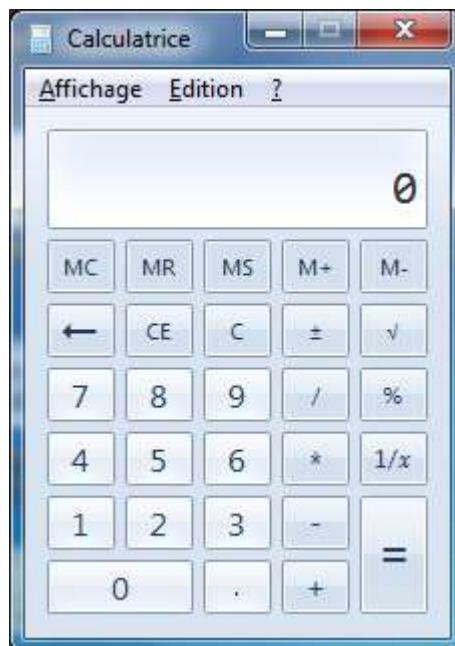 Calculatrice
Affichage Edition ?
0
MC MR MS M+ M-
← CE C ± √
7 8 9 / %
4 5 6 * 1/x
1 2 3 - =
0 . +